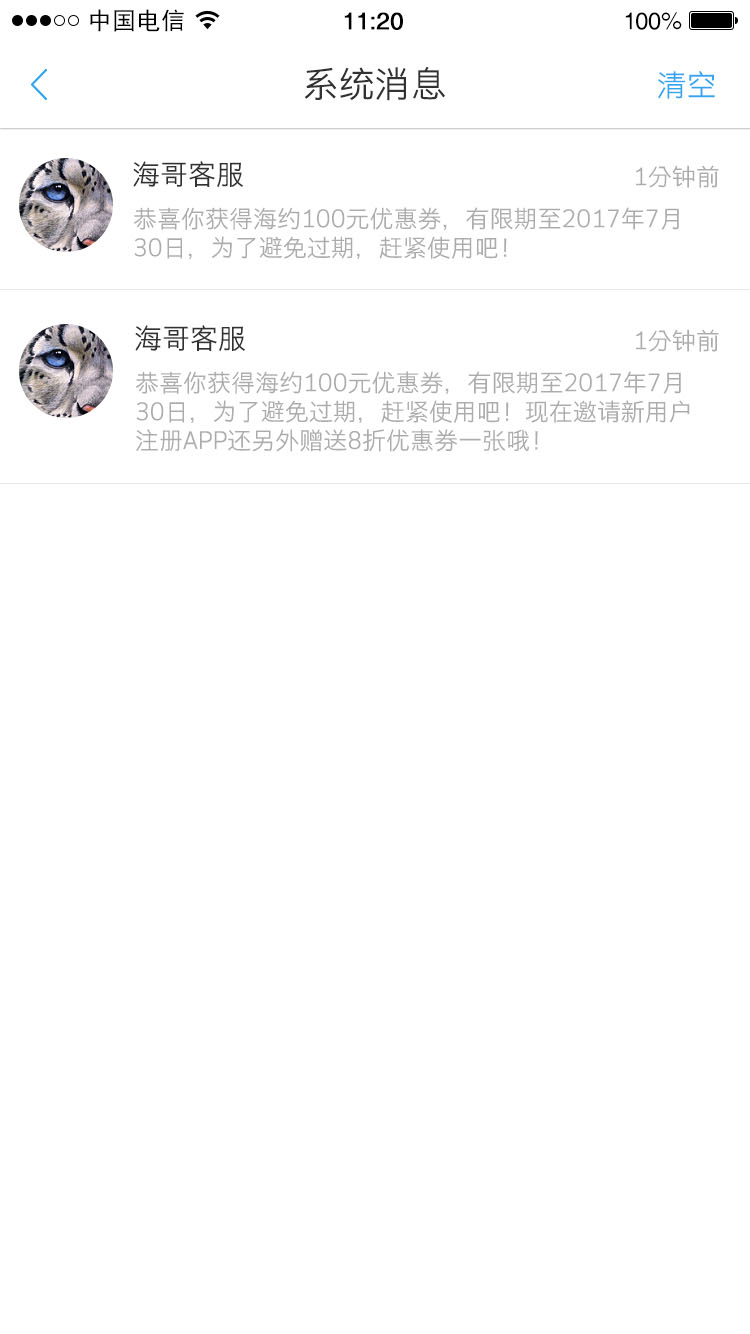 中国电信 11:20 100%
系统消息 清空
海哥客服 1分钟前
恭喜你获得海约100元优惠券，有限期至2017年7月
30日，为了避免过期，赶紧使用吧！
海哥客服 1分钟前
恭喜你获得海约100元优惠券，有限期至2017年7月
30日，为了避免过期，赶紧使用吧！现在邀请新用户
注册APP还另外赠送8折优惠券一张哦！